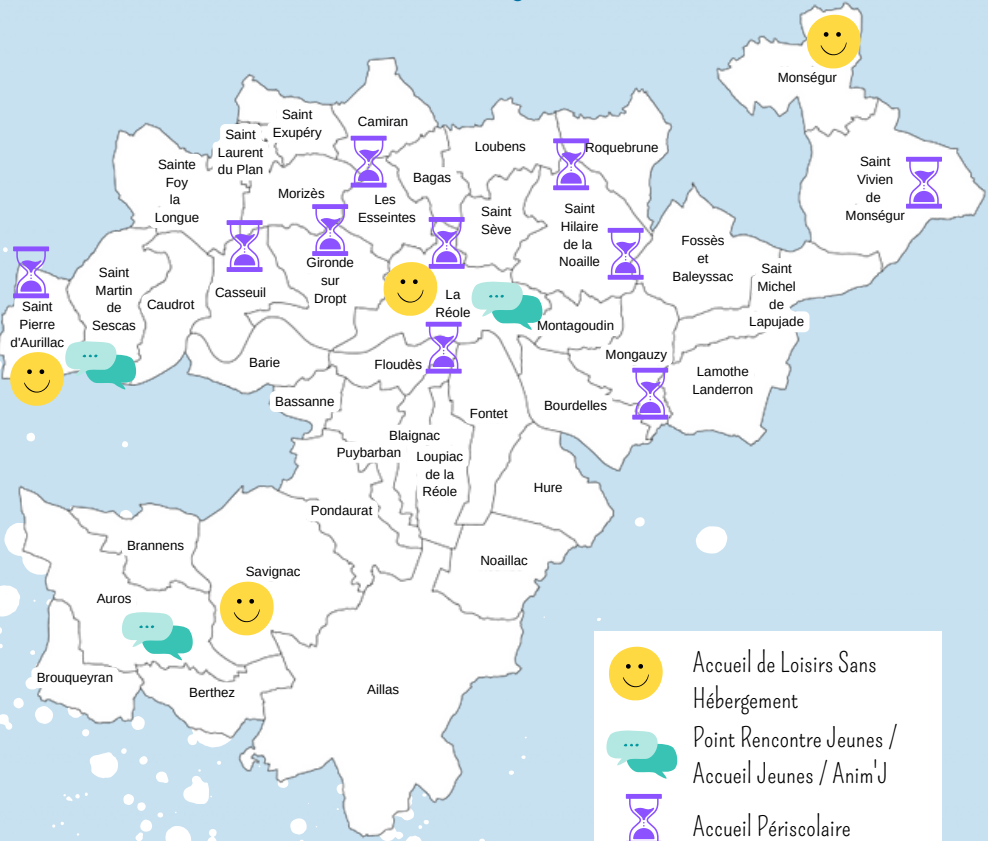 Monségur
Saint
Exupéry
Camiran
Saint
Laurent
du Plan
Loubens
Roquebrune
Sainte
Foy
la
Longue
Morizès
Bagas
Saint
Vivien
de
Monségur
Les
Esseintes
Saint
Sève
Saint
Hilaire
de la
Noaille
Fossès
et
Baleyssac
Saint
Michel
de
Lapujade
Gironde
sur
Dropt
Casseuil
Saint
Martin
de
Sescas
Caudrot
Saint
Pierre
d'Aurillac
La
Réole
Montagoudin
Mongauzy
Barie
Floudès
Lamothe
Landerron
Bassanne
Bourdelles
Fontet
Blaignac
Puybarban
Loupiac
de la
Réole
Hure
Pondaurat
Noaillac
Brannens
Savignac
Auros
Brouqueyran
Berthez
Aillas
Accueil de Loisirs Sans
Hébergement
Point Rencontre Jeunes /
Accueil Jeunes / Anim'J
Accueil Périscolaire